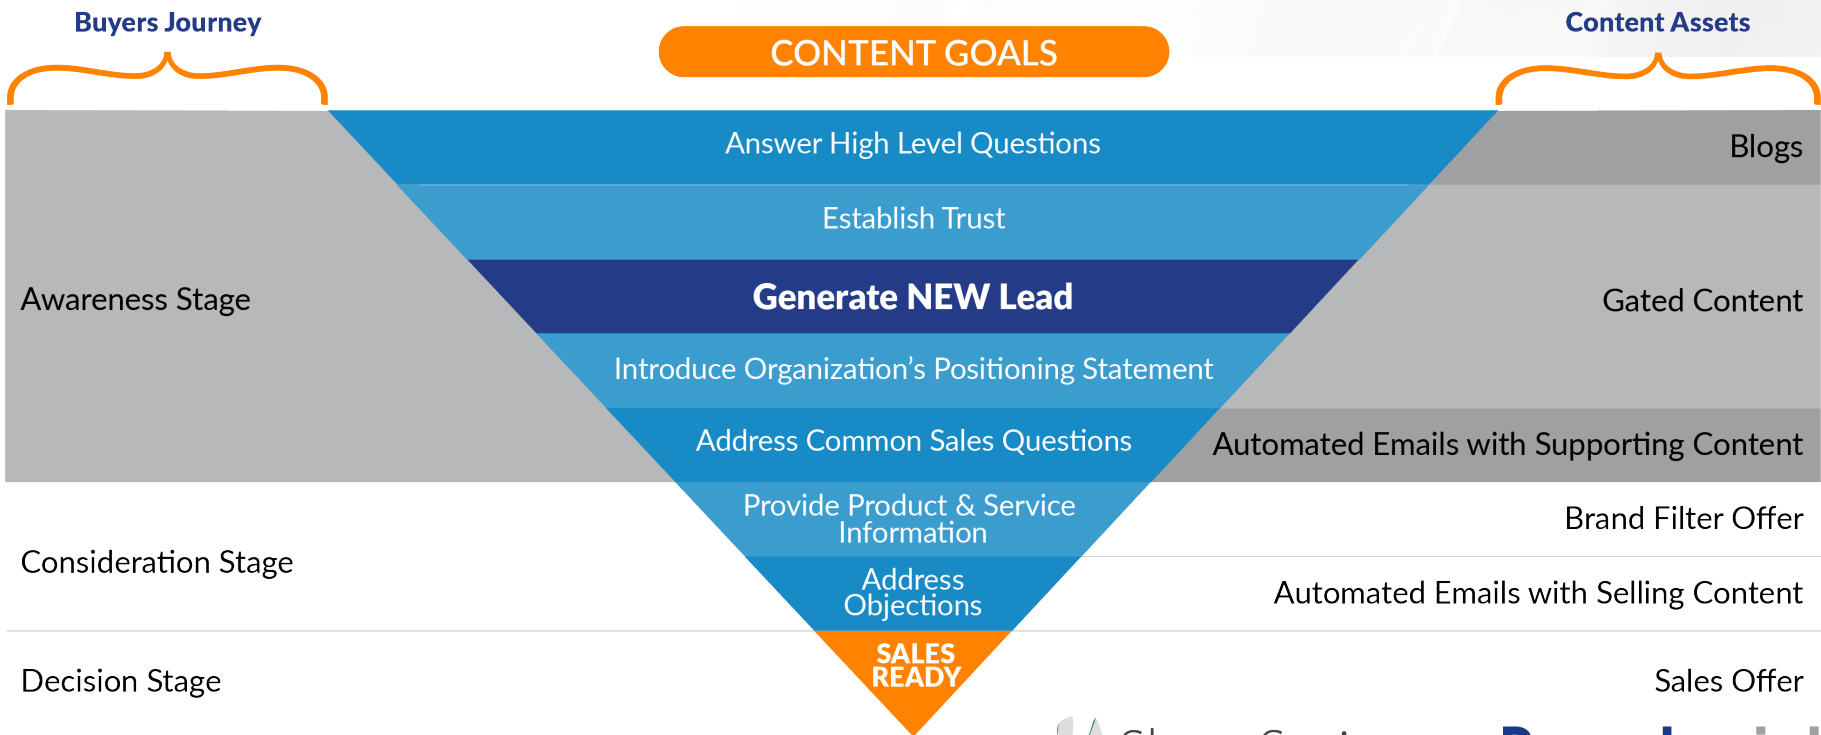 Buyers Journey
CONTENT GOALS
Content Assets
Answer High Level Questions
Blogs
Establish Trust
Awareness Stage
Generate NEW Lead
Gated Content
Introduce Organization’s Positioning Statement
Address Common Sales Questions
Automated Emails with Supporting Content
Provide Product & Service
Information
Brand Filter Offer
Consideration Stage
Address
Objections
Automated Emails with Selling Content
SALES
READY
Decision Stage
Sales Offer